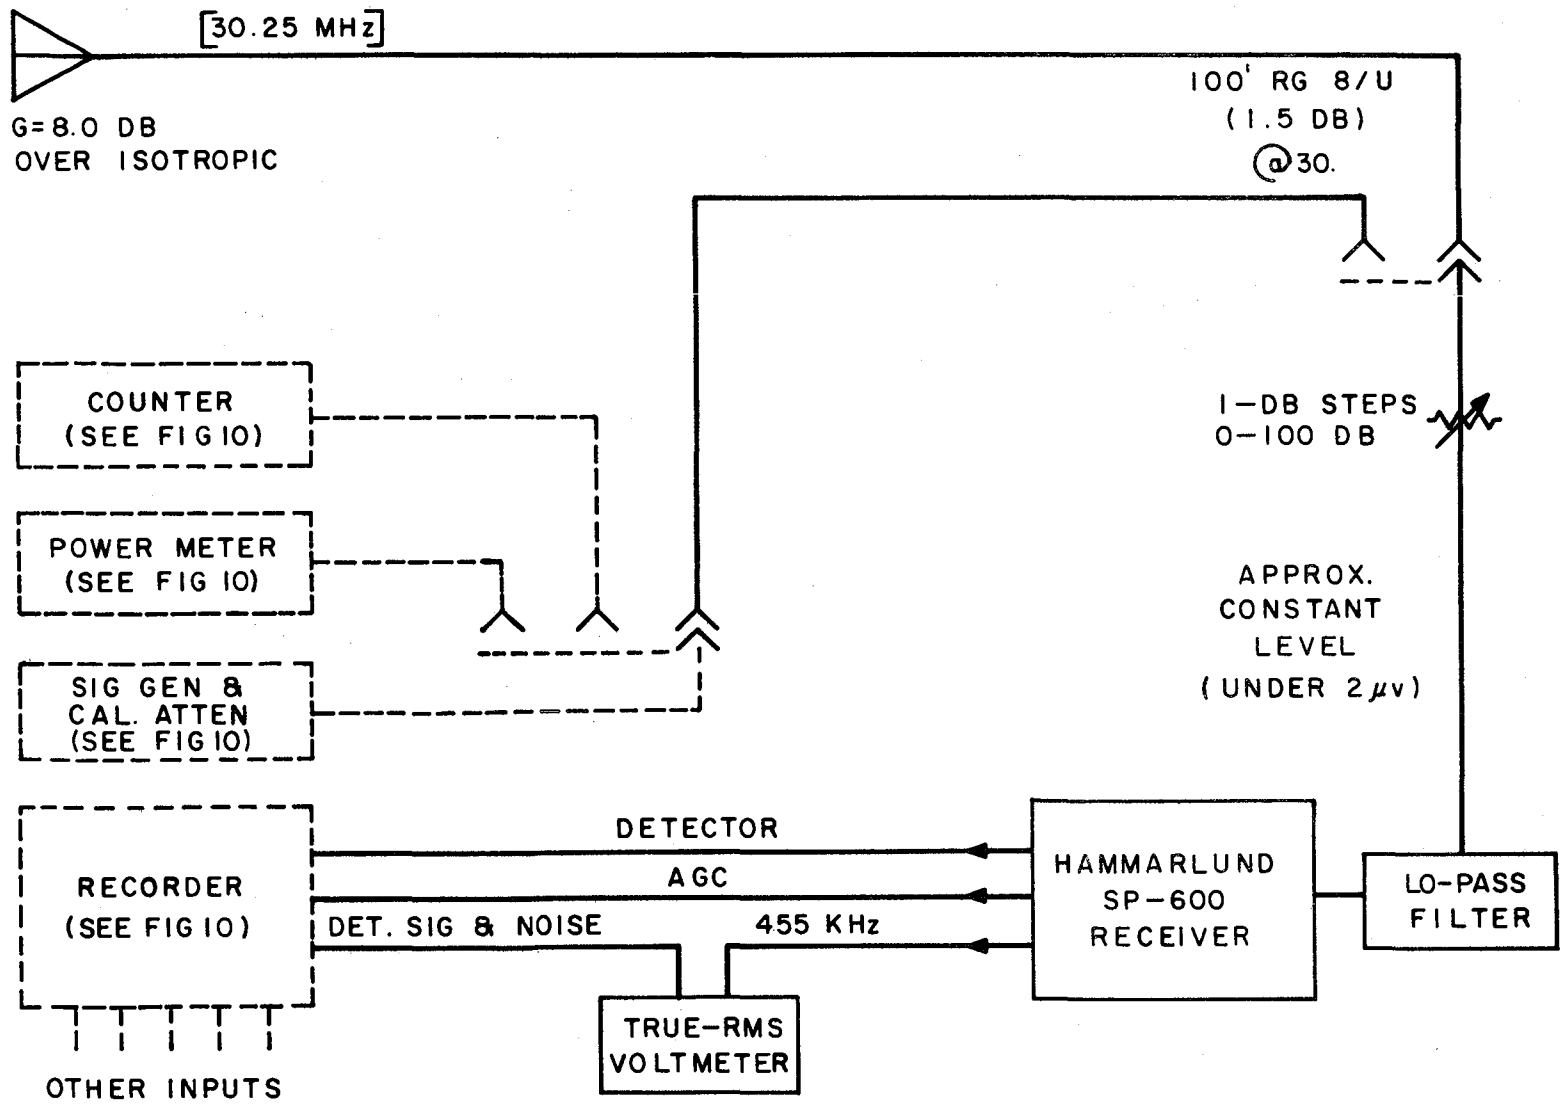 [30.25 MHz]
G=8.0 DB
OVER ISOTROPIC
100' RG 8/U
(1.5 DB)
@30.
COUNTER
(SEE FIG 10)
1-DB STEPS
0-100 DB
POWER METER
(SEE FIG 10)
APPROX.
CONSTANT
LEVEL
(UNDER 2μv)
SIG GEN &
CAL. ATTEN
(SEE FIG 10)
RECORDER
(SEE FIG 10)
DETECTOR
AGC
DET. SIG & NOISE
455 KHz
HAMMARLUND
SP-600
RECEIVER
LO-PASS
FILTER
TRUE-RMS
VOLTMETER
OTHER INPUTS